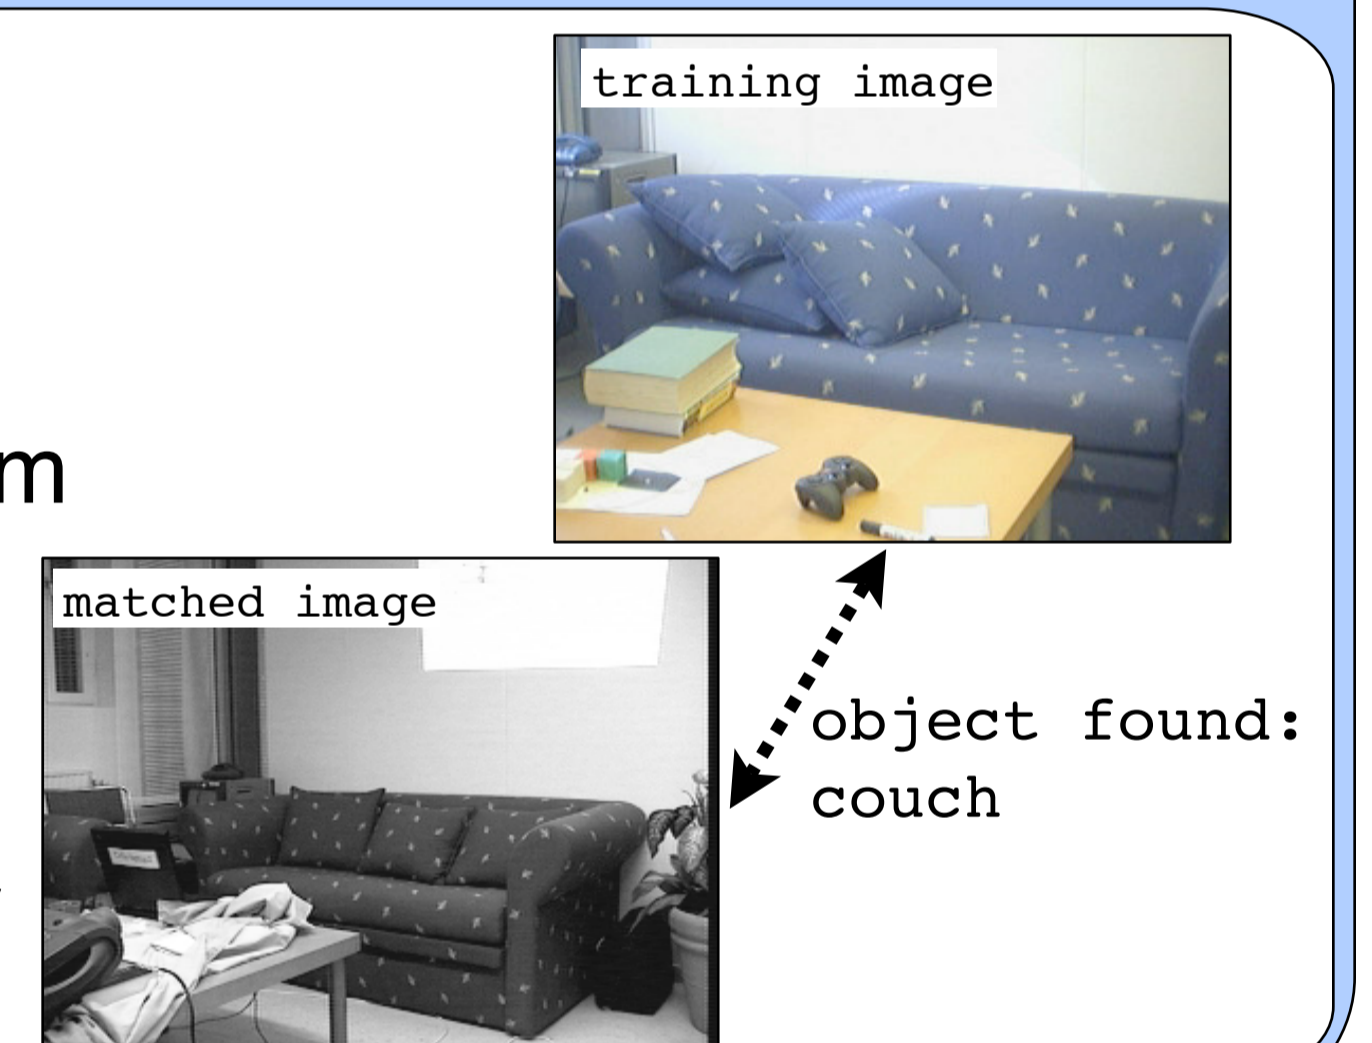 training image
m
matched image
object found:
couch